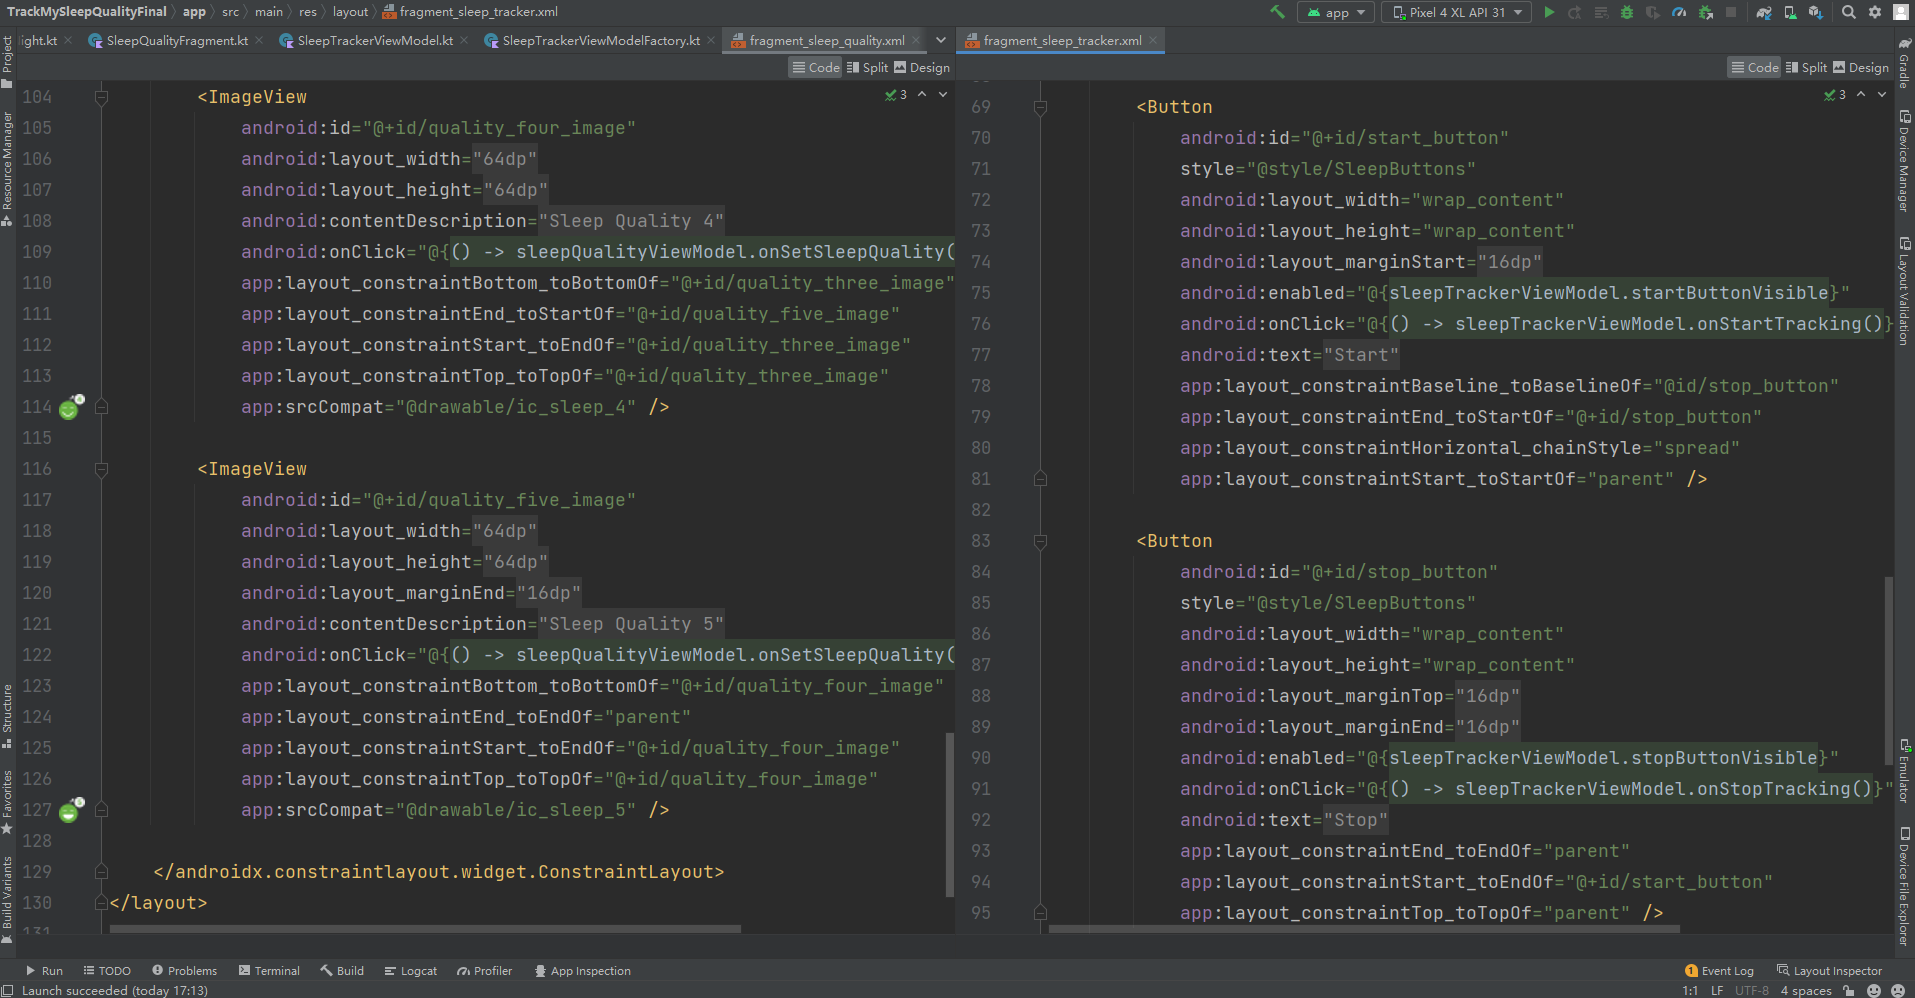 TrackMySleepQualityFinal app src main res layout fragment_sleep_tracker.xml
app Pixel 4 XL API 31
ight.kt SleepQualityFragment.kt SleepTrackerViewModel.kt SleepTrackerViewModelFactory.kt fragment_sleep_quality.xml fragment_sleep_tracker.xml
Code Split Design
Code Split Design
Project
Resource Manager
Structure
Favorites
Build Variants
3
104 <ImageView
105 android:id="@+id/quality_four_image"
106 android:layout_width="64dp"
107 android:layout_height="64dp"
108 android:contentDescription="Sleep Quality 4"
109 android:onClick="@{() -> sleepQualityViewModel.onSetSleepQuality(
110 app:layout_constraintBottom_toBottomOf="@+id/quality_three_image"
111 app:layout_constraintEnd_toStartOf="@+id/quality_five_image"
112 app:layout_constraintStart_toEndOf="@+id/quality_three_image"
113 app:layout_constraintTop_toTopOf="@+id/quality_three_image"
114 app:srcCompat="@drawable/ic_sleep_4" />
115
116 <ImageView
117 android:id="@+id/quality_five_image"
118 android:layout_width="64dp"
119 android:layout_height="64dp"
120 android:layout_marginEnd="16dp"
121 android:contentDescription="Sleep Quality 5"
122 android:onClick="@{() -> sleepQualityViewModel.onSetSleepQuality(
123 app:layout_constraintBottom_toBottomOf="@+id/quality_four_image"
124 app:layout_constraintEnd_toEndOf="parent"
125 app:layout_constraintStart_toEndOf="@+id/quality_four_image"
126 app:layout_constraintTop_toTopOf="@+id/quality_four_image"
127 app:srcCompat="@drawable/ic_sleep_5" />
128
129 </androidx.constraintlayout.widget.ConstraintLayout>
130 </layout>
131
3
69 <Button
70 android:id="@+id/start_button"
71 style="@style/SleepButtons"
72 android:layout_width="wrap_content"
73 android:layout_height="wrap_content"
74 android:layout_marginStart="16dp"
75 android:enabled="@{sleepTrackerViewModel.startButtonVisible}"
76 android:onClick="@{() -> sleepTrackerViewModel.onStartTracking()}
77 android:text="Start"
78 app:layout_constraintBaseline_toBaselineOf="@id/stop_button"
79 app:layout_constraintEnd_toStartOf="@+id/stop_button"
80 app:layout_constraintHorizontal_chainStyle="spread"
81 app:layout_constraintStart_toStartOf="parent" />
82
83 <Button
84 android:id="@+id/stop_button"
85 style="@style/SleepButtons"
86 android:layout_width="wrap_content"
87 android:layout_height="wrap_content"
88 android:layout_marginTop="16dp"
89 android:layout_marginEnd="16dp"
90 android:enabled="@{sleepTrackerViewModel.stopButtonVisible}"
91 android:onClick="@{() -> sleepTrackerViewModel.onStopTracking()}"
92 android:text="Stop"
93 app:layout_constraintEnd_toEndOf="parent"
94 app:layout_constraintStart_toEndOf="@+id/start_button"
95 app:layout_constraintTop_toTopOf="parent" />
Gradle
Device Manager
Layout Validation
Emulator
Device File Explorer
Run TODO Problems Terminal Build Logcat Profiler App Inspection 1 Event Log Layout Inspector
Launch succeeded (today 17:13) 1:1 LF UTF-8 4 spaces